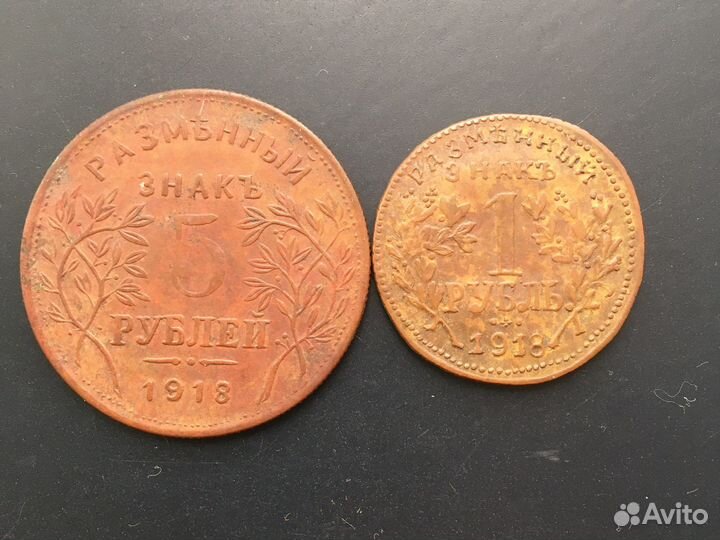 РАЗМѢННЫЙ
ЗНАКЪ
5
РУБЛЕЙ
1918
РАЗМѢННЫЙ
ЗНАКЪ
1
РУБЛЬ.
1918
Avito